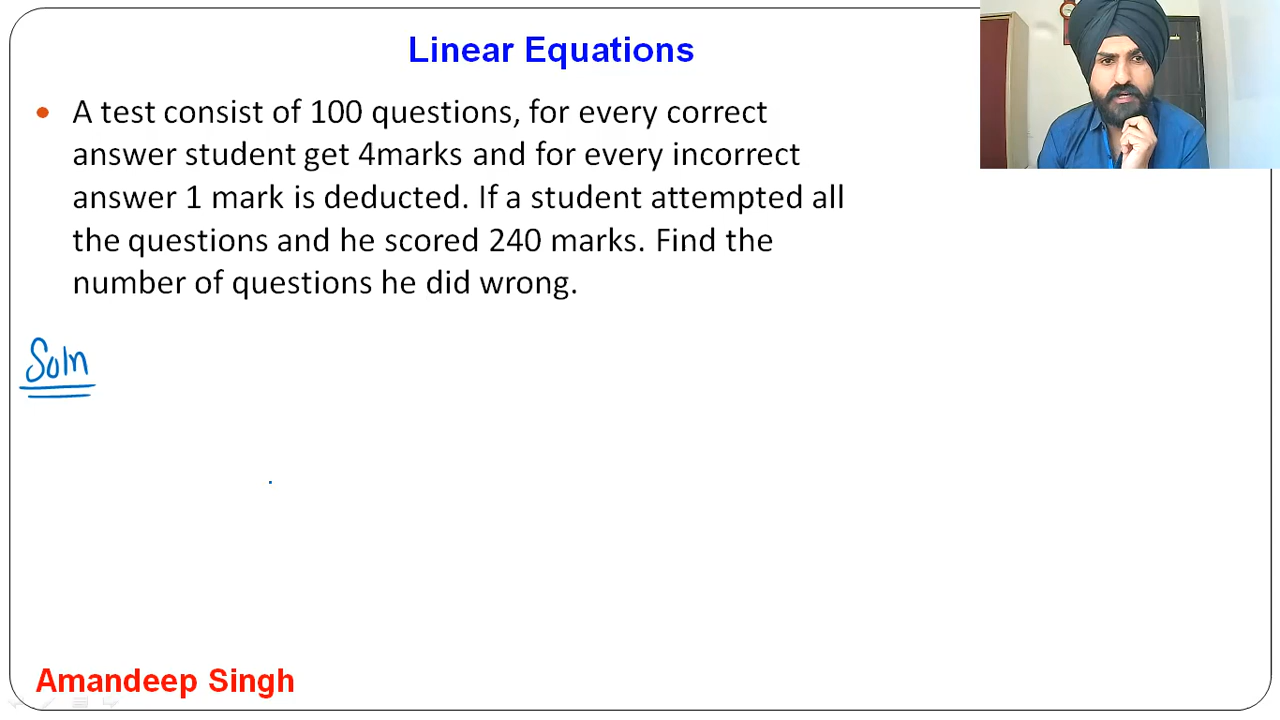 Linear Equations
A test consist of 100 questions, for every correct
answer student get 4marks and for every incorrect
answer 1 mark is deducted. If a student attempted all
the questions and he scored 240 marks. Find the
number of questions he did wrong.
Soln
Amandeep Singh